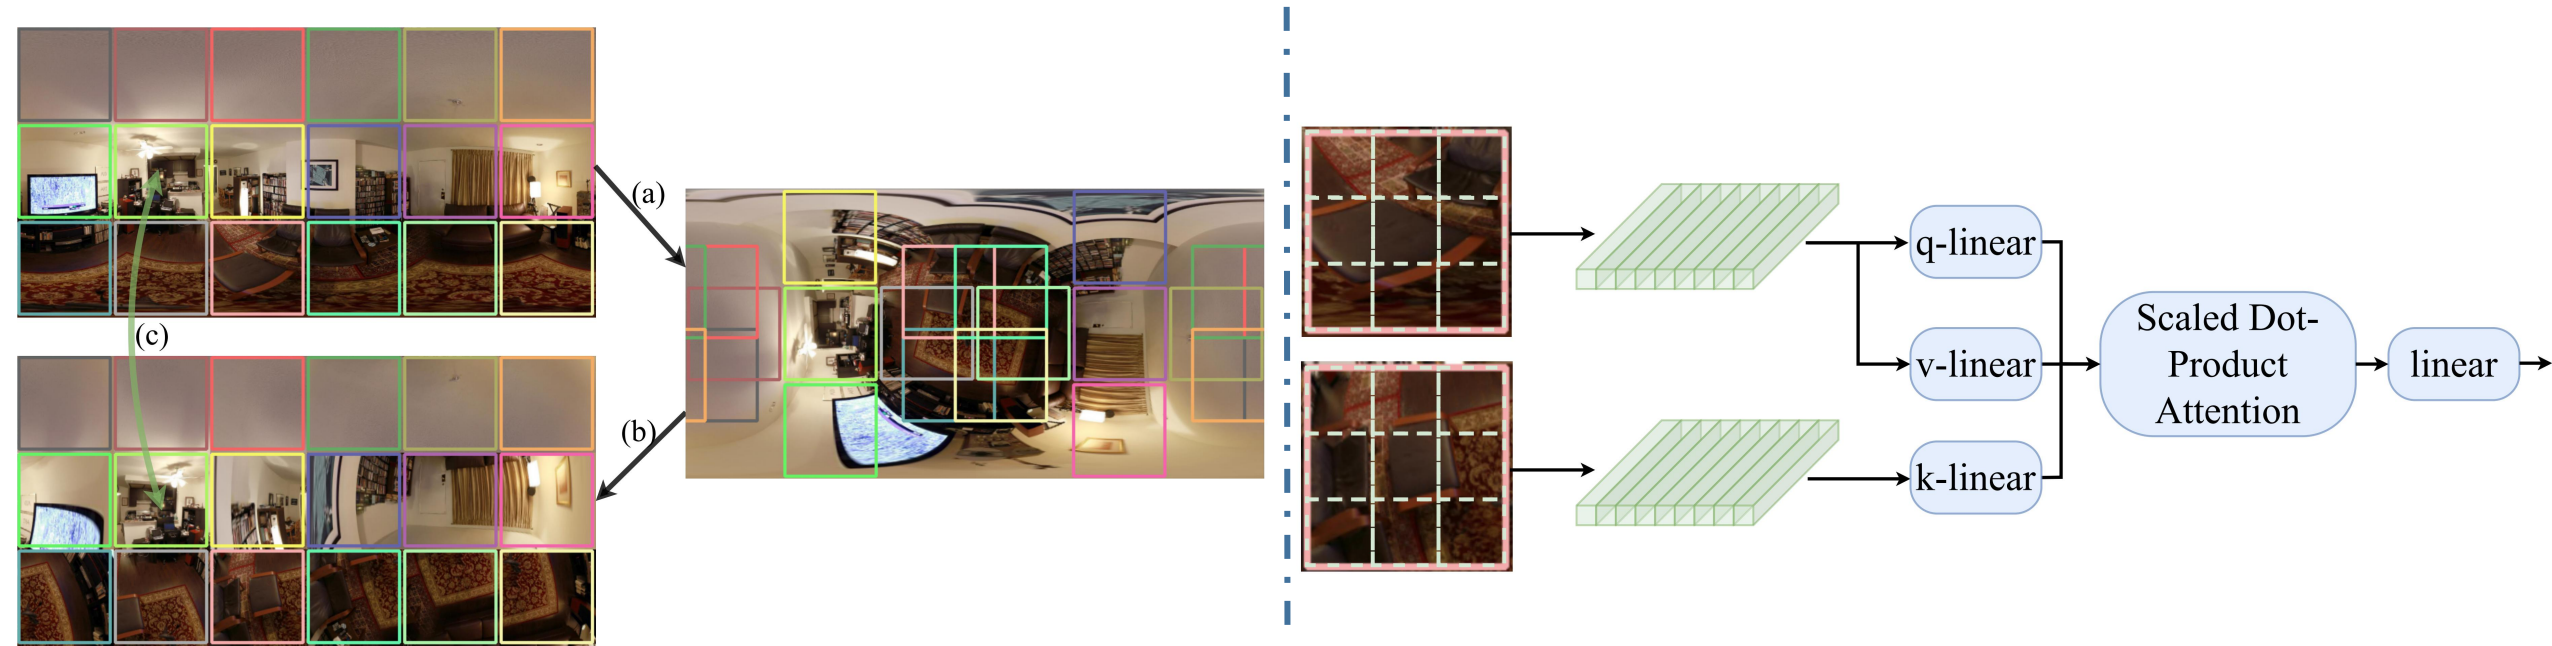 (a)
(b)
(c)
q-linear
v-linear
k-linear
Scaled Dot-
Product
Attention
linear